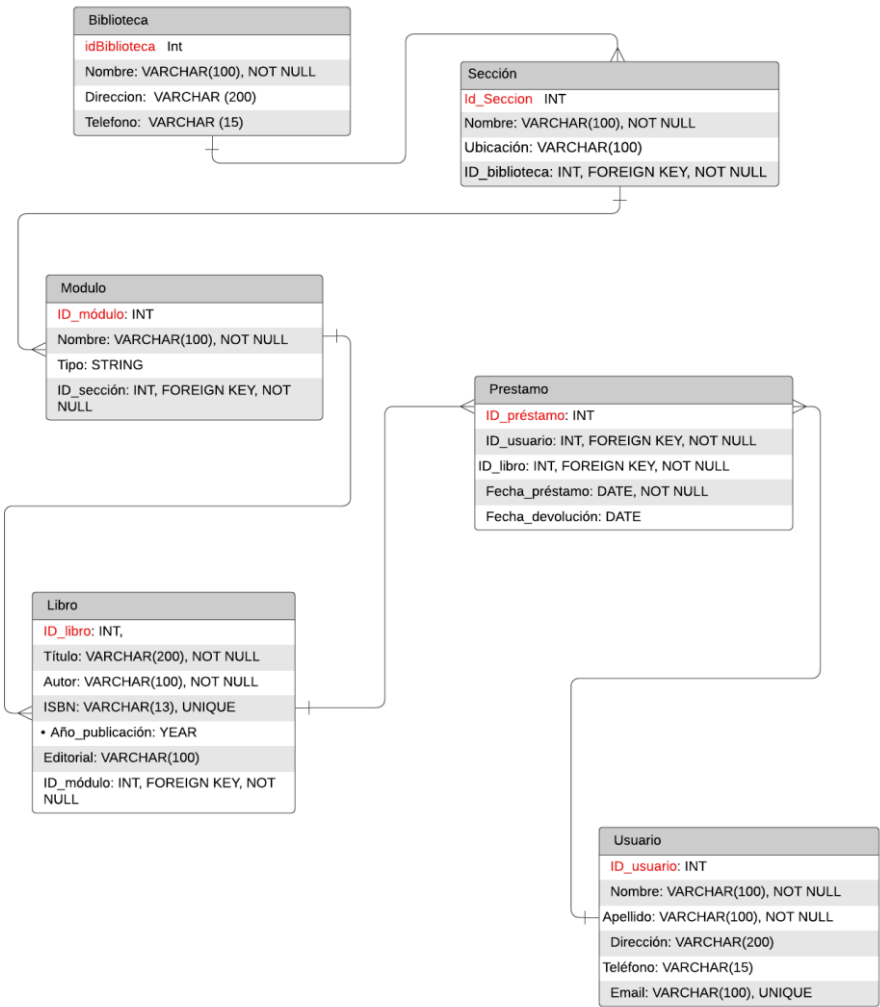 Biblioteca
idBiblioteca Int
Nombre: VARCHAR(100), NOT NULL
Direccion: VARCHAR (200)
Telefono: VARCHAR (15)
Sección
Id_Seccion INT
Nombre: VARCHAR(100), NOT NULL
Ubicación: VARCHAR(100)
ID_biblioteca: INT, FOREIGN KEY, NOT NULL
Modulo
ID_módulo: INT
Nombre: VARCHAR(100), NOT NULL
Tipo: STRING
ID_sección: INT, FOREIGN KEY, NOT
NULL
Prestamo
ID_préstamo: INT
ID_usuario: INT, FOREIGN KEY, NOT NULL
ID_libro: INT, FOREIGN KEY, NOT NULL
Fecha_préstamo: DATE, NOT NULL
Fecha_devolución: DATE
Libro
ID_libro: INT,
Título: VARCHAR(200), NOT NULL
Autor: VARCHAR(100), NOT NULL
ISBN: VARCHAR(13), UNIQUE
• Año_publicación: YEAR
Editorial: VARCHAR(100)
ID_módulo: INT, FOREIGN KEY, NOT
NULL
Usuario
ID_usuario: INT
Nombre: VARCHAR(100), NOT NULL
Apellido: VARCHAR(100), NOT NULL
Dirección: VARCHAR(200)
Teléfono: VARCHAR(15)
Email: VARCHAR(100), UNIQUE